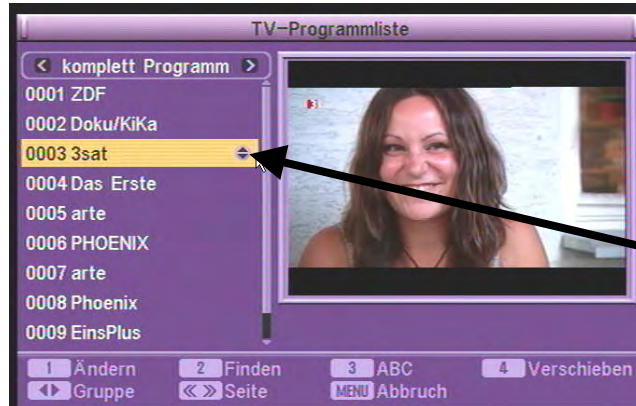 TV-Programmliste
komplett Programm
0001 ZDF
0002 Doku/KiKa
0003 3sat
0004 Das Erste
0005 arte
0006 PHOENIX
0007 arte
0008 Phoenix
0009 EinsPlus
1 Ändern 2 Finden 3 ABC 4 Verschieben
Gruppe Seite MENU Abbruch